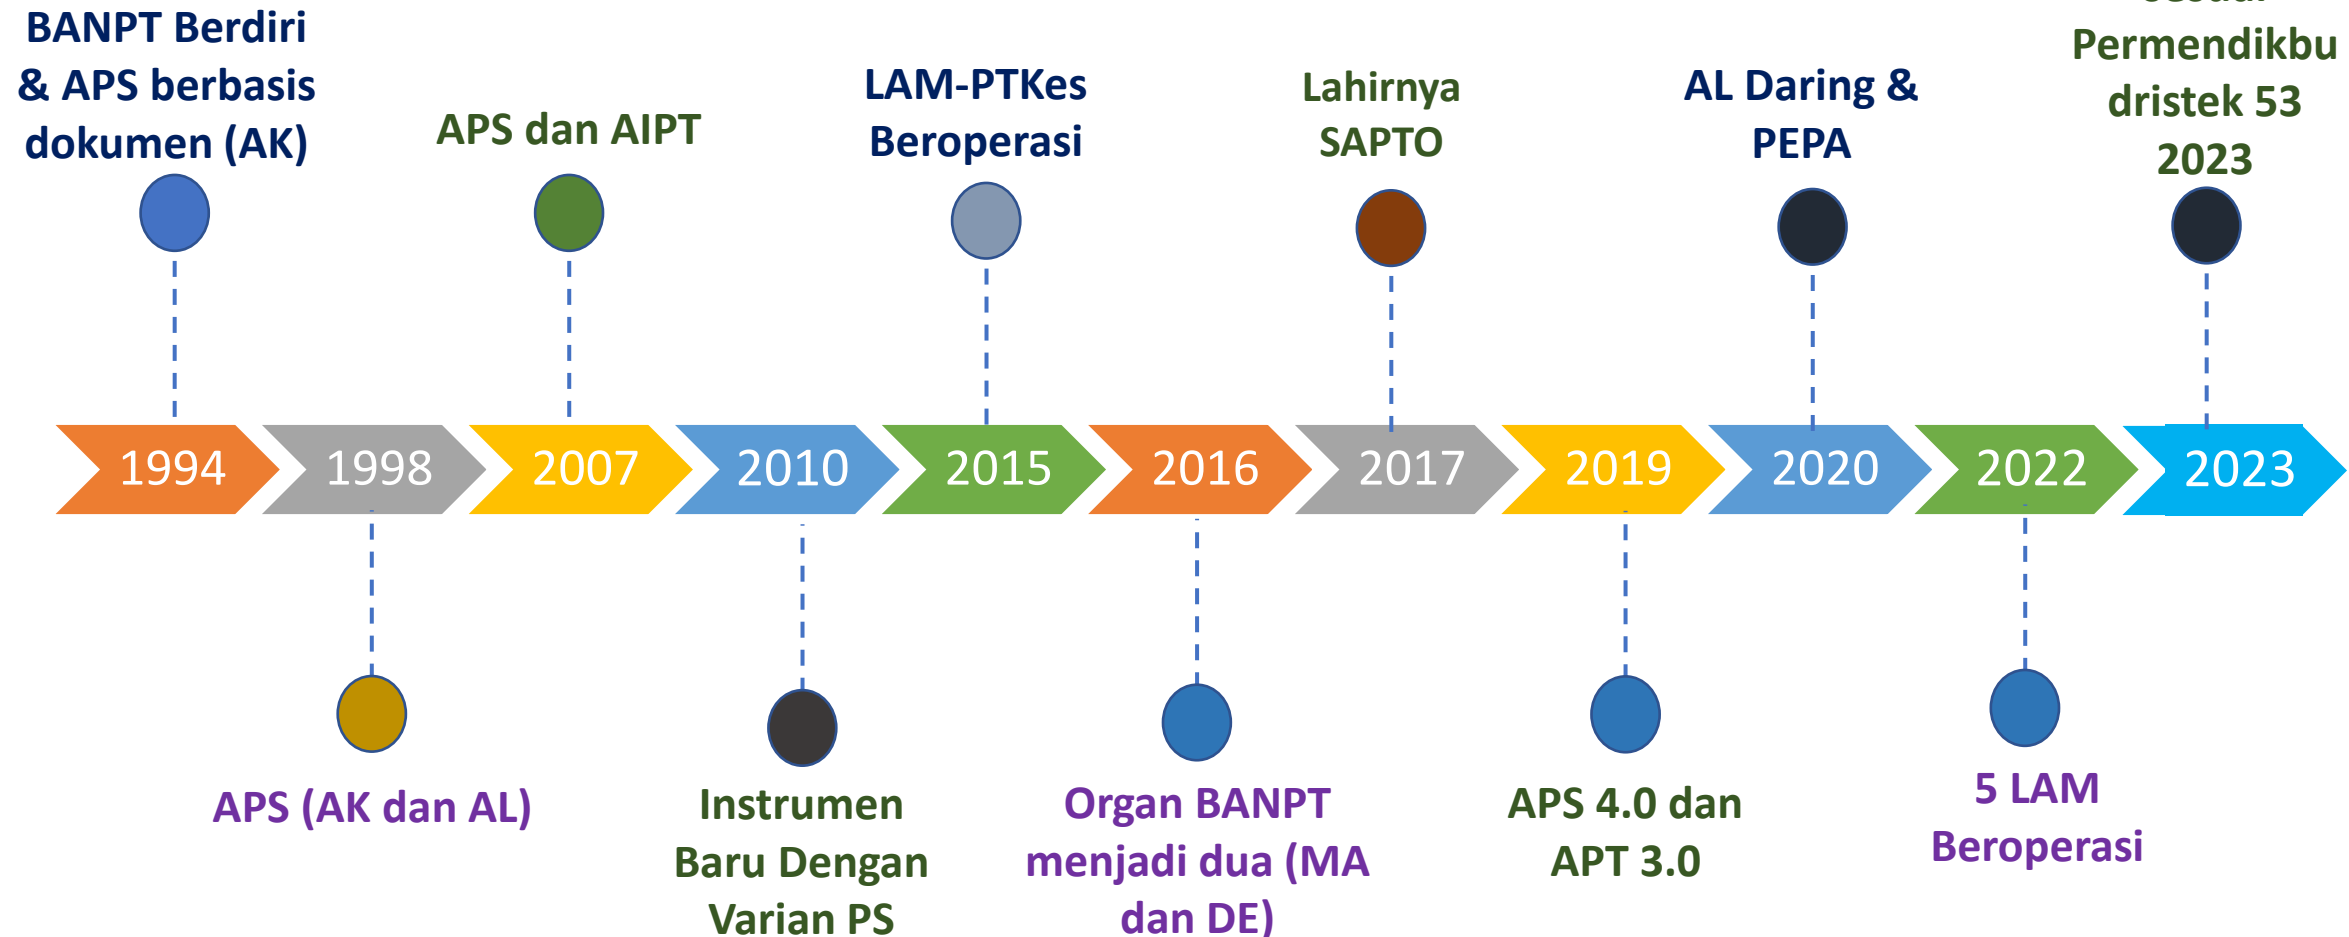 BANPT Berdiri
& APS berbasis
dokumen (AK)
APS dan AIPT
LAM-PTKes
Beroperasi
Lahirnya
SAPTO
AL Daring &
PEPA
Permendikbu
dristek 53
2023
1994
1998
2007
2010
2015
2016
2017
2019
2020
2022
2023
APS (AK dan AL)
Instrumen
Baru Dengan
Varian PS
Organ BANPT
menjadi dua (MA
dan DE)
APS 4.0 dan
APT 3.0
5 LAM
Beroperasi